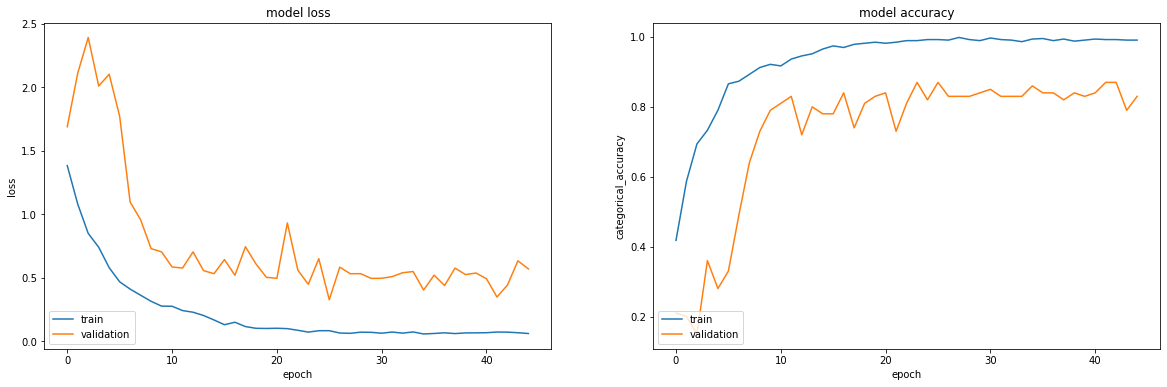 model loss
2.5
2.0
1.5
1.0
0.5
0.0
loss
0 10 20 30 40
epoch
train
validation
model accuracy
1.0
0.8
0.6
0.4
0.2
categorical_accuracy
0 10 20 30 40
epoch
train
validation